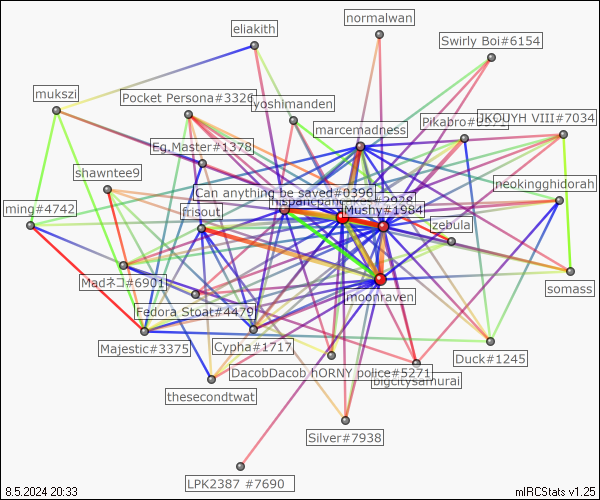 normalwan
eliakith
Swirly Boi#6154
mukszi
Pocket Persona#3326
yoshimanden
JKOUYH VIII#7034
marcemadness
Eg.Master#1378
shawntee9
neokingghidorah
Can anything be saved#0396
ming#4742
frisout
Mushy#1984
zebula
Madネコ#6901
somass
moonraven
Fedora Stoat#4479
Majestic#3375
Cypha#1717
Duck#1245
DacobDacob hORNY police#5271
bigcitysamurai
thesecondtwat
Silver#7938
LPK2387 #7690
8.5.2024 20:33
mIRCStats v1.25